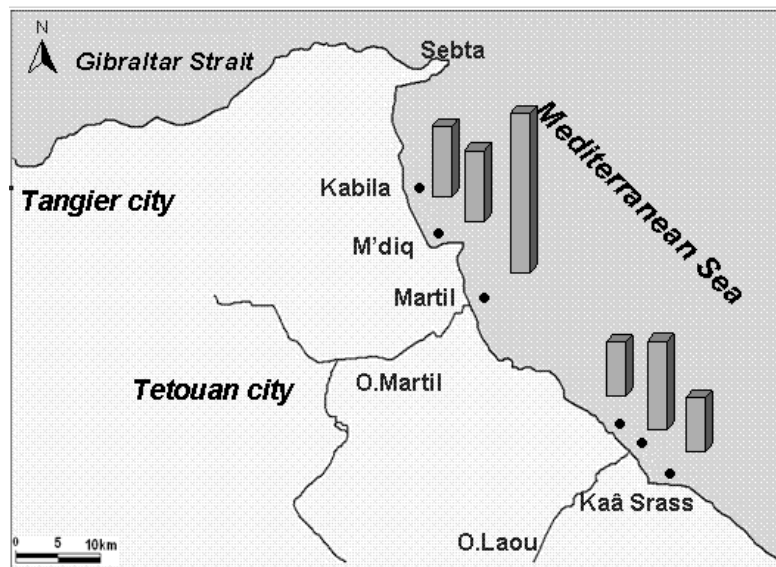 N
Gibraltar Strait
Sebta
Mediterranean Sea
Kabila
Tangier city
M'diq
Martil
O.Martil
Tetouan city
Kaâ Srass
O.Laou
0 5 10km